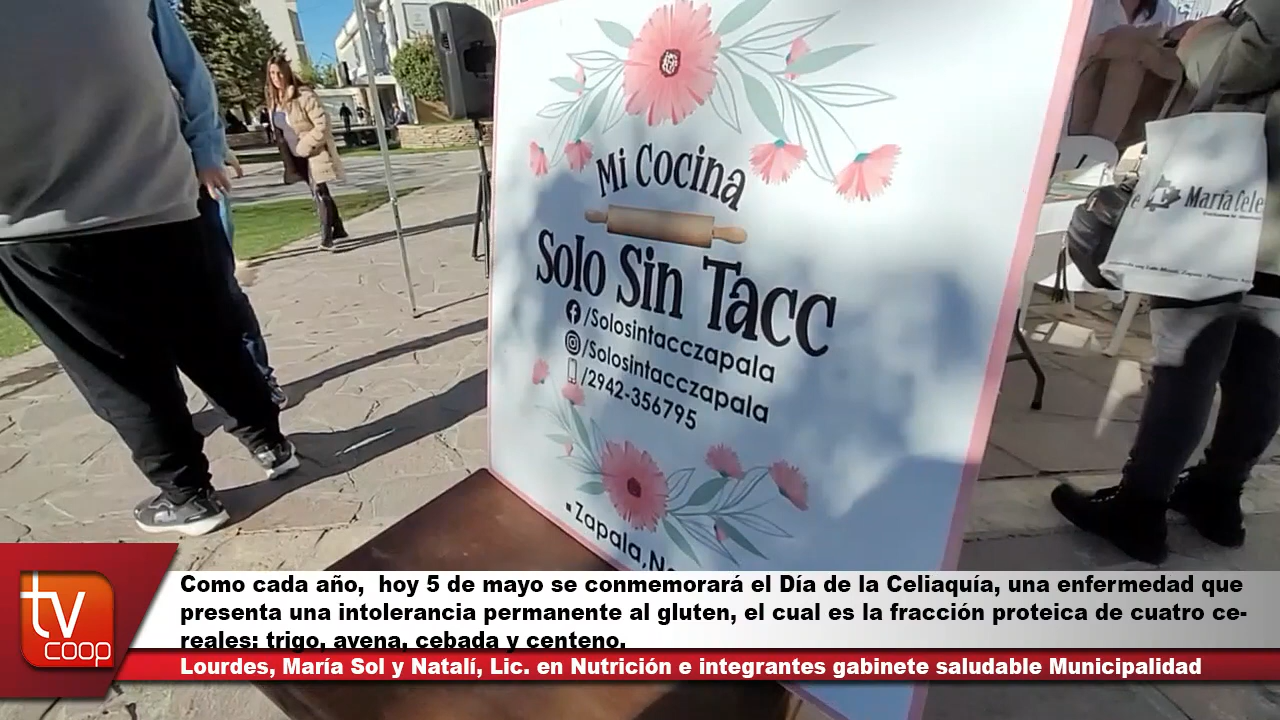 Mi Cocina
Solo Sin Tacc
/Solosintacczapala
/Solosintacczapala
/2942-356795
Zapala,
María Cele
tv
coop
Como cada año, hoy 5 de mayo se conmemorará el Día de la Celiaquía, una enfermedad que
presenta una intolerancia permanente al gluten, el cual es la fracción proteica de cuatro ce-
reales: trigo, avena, cebada y centeno.
Lourdes, María Sol y Natalí, Lic. en Nutrición e integrantes gabinete saludable Municipalidad